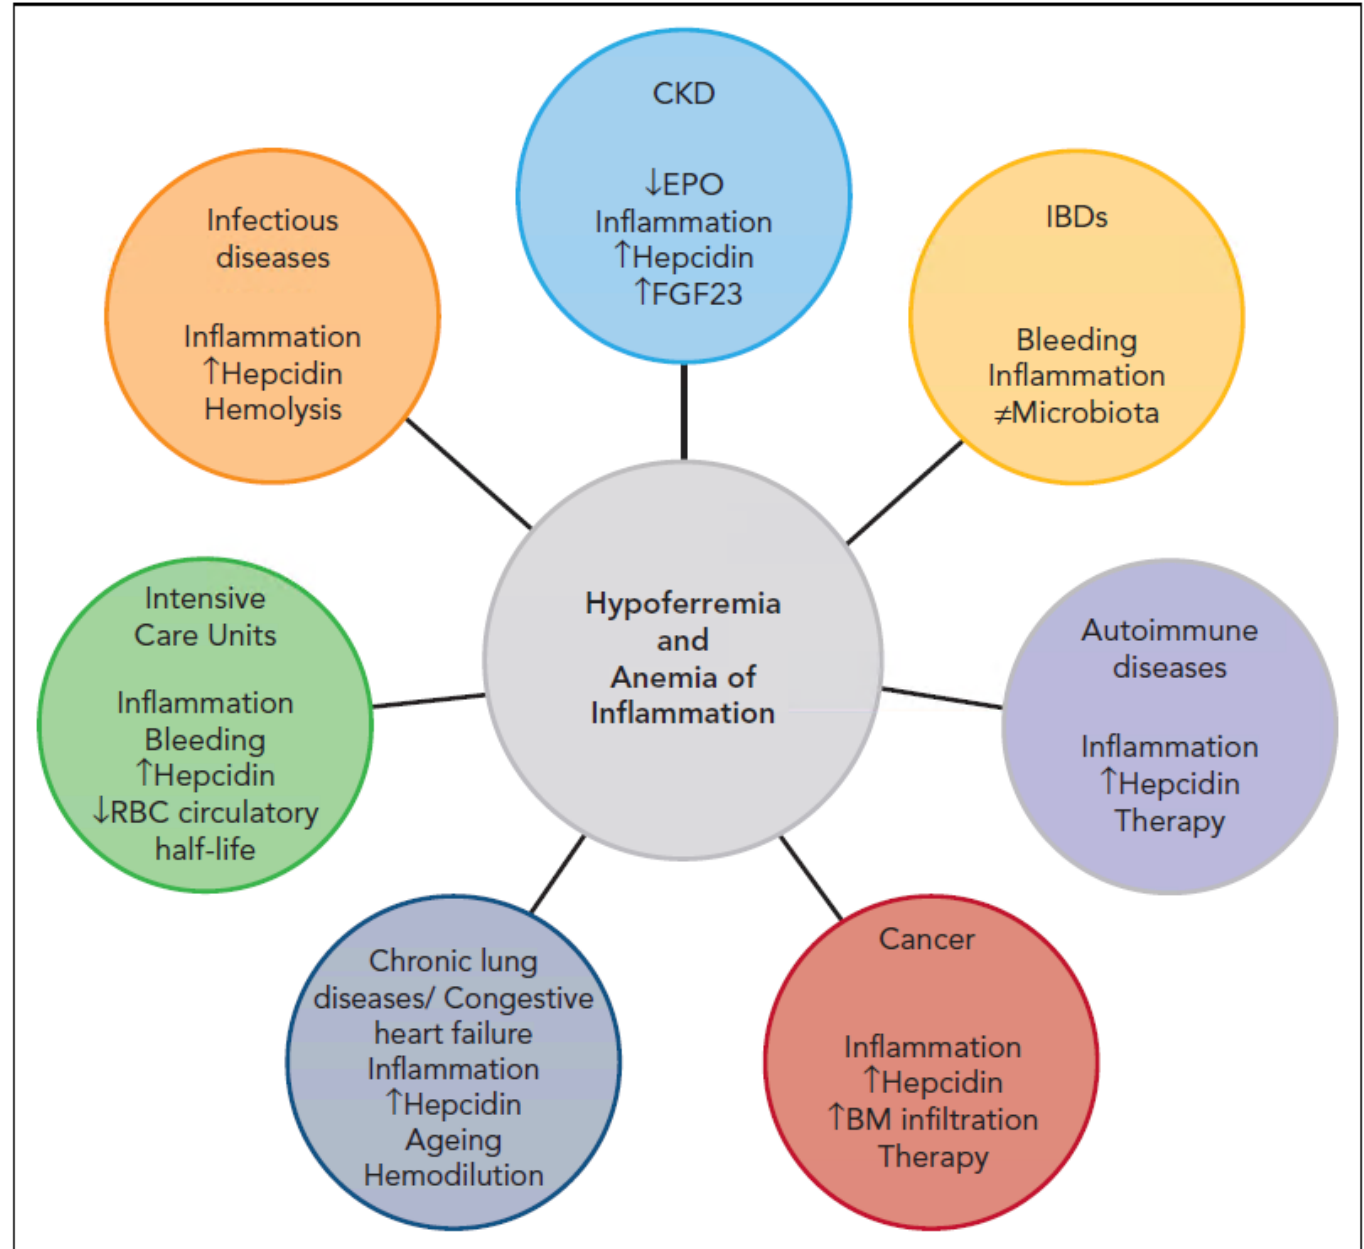 CKD
↓EPO
Inflammation
↑Hepcidin
↑FGF23
Infectious
diseases
Inflammation
↑Hepcidin
Hemolysis
IBDs
Bleeding
Inflammation
≠Microbiota
Intensive
Care Units
Inflammation
Bleeding
↑Hepcidin
↓RBC circulatory
half-life
Hypoferremia
and
Anemia of
Inflammation
Autoimmune
diseases
Inflammation
↑Hepcidin
Therapy
Chronic lung
diseases/ Congestive
heart failure
Inflammation
↑Hepcidin
Ageing
Hemodilution
Cancer
Inflammation
↑Hepcidin
↑BM infiltration
Therapy